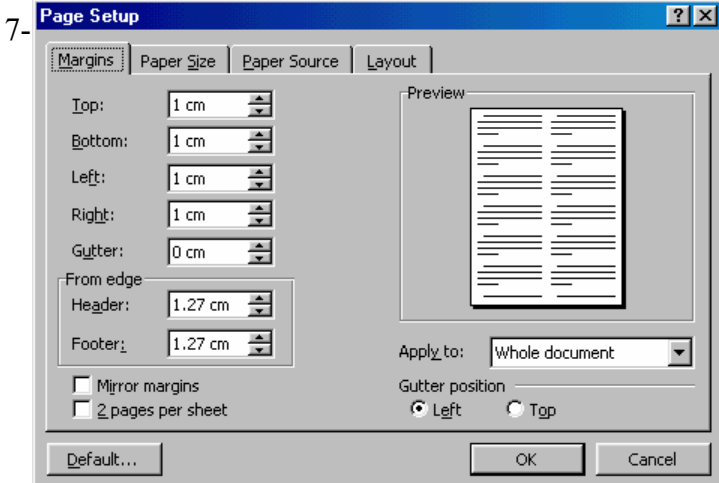 7-
Page Setup
Margins Paper Size Paper Source Layout
Top: 1 cm
Bottom: 1 cm
Left: 1 cm
Right: 1 cm
Gutter: 0 cm
From edge
Header: 1.27 cm
Footer: 1.27 cm
Mirror margins
2 pages per sheet
Preview
Apply to: Whole document
Gutter position
Left Top
Default... OK Cancel